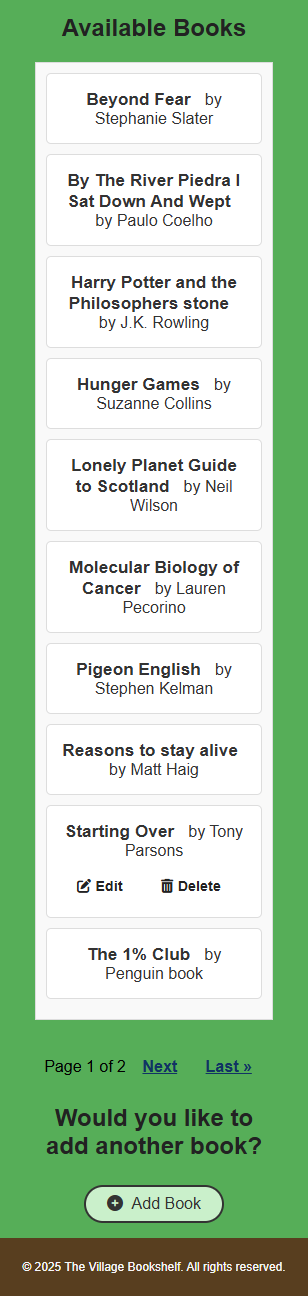 Available Books
Beyond Fear by
Stephanie Slater
By The River Piedra I
Sat Down And Wept
by Paulo Coelho
Harry Potter and the
Philosophers stone
by J.K. Rowling
Hunger Games by
Suzanne Collins
Lonely Planet Guide
to Scotland by Neil
Wilson
Molecular Biology of
Cancer by Lauren
Pecorino
Pigeon English by
Stephen Kelman
Reasons to stay alive
by Matt Haig
Starting Over by Tony
Parsons
Edit Delete
The 1% Club by
Penguin book
Page 1 of 2 Next Last »
Would you like to
add another book?
Add Book
© 2025 The Village Bookshelf. All rights reserved.